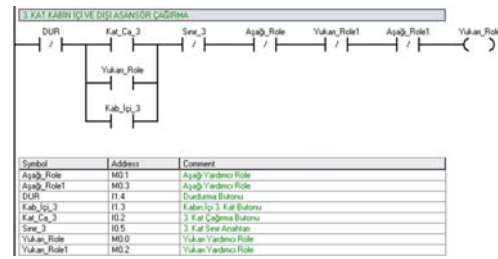 3. KAT KABİN İÇİ VE DIŞI ASANSÖR ÇAĞIRMA
DUR Kat_Ca_3 Sınır_3 Aşağı_Role Yukarı_Role1 Aşağı_Role1 Yukarı_Rol
Yukarı_Role
Kab_İçi_3
Symbol Address Comment
Aşağı_Role M0.1 Aşağı Yardımcı Role
Aşağı_Role1 M0.3 Aşağı Yardımcı Role
DUR I1.4 Durdurma Butonu
Kab_İçi_3 I1.3 Kabin İçi 3. Kat Butonu
Kat_Ca_3 I0.2 3. Kat Çağırma Butonu
Sınır_3 I0.5 3. Kat Sınır Anahtarı
Yukarı_Role M0.0 Yukarı Yardımcı Role
Yukarı_Role1 M0.2 Yukarı Yardımcı Role